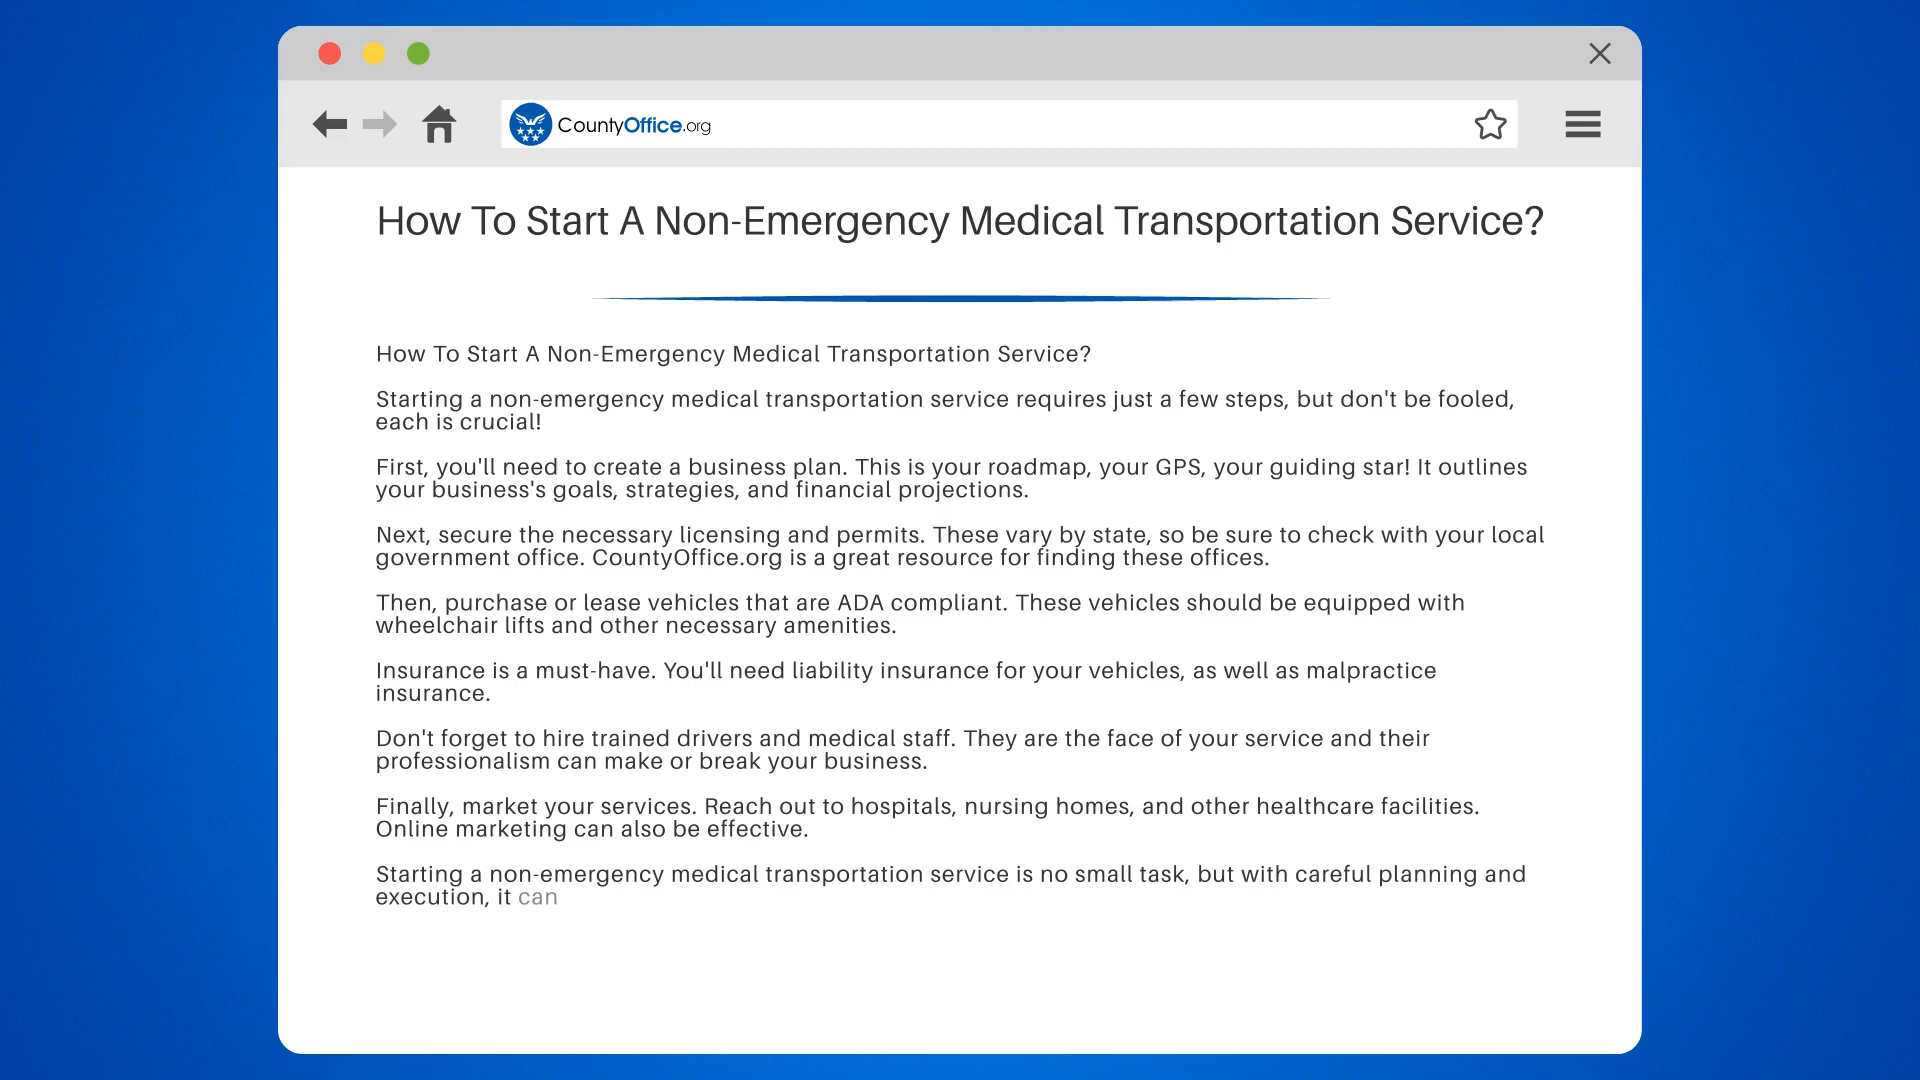 CountyOffice.org
How To Start A Non-Emergency Medical Transportation Service?
How To Start A Non-Emergency Medical Transportation Service?
Starting a non-emergency medical transportation service requires just a few steps, but don't be fooled,
each is crucial!
First, you'll need to create a business plan. This is your roadmap, your GPS, your guiding star! It outlines
your business's goals, strategies, and financial projections.
Next, secure the necessary licensing and permits. These vary by state, so be sure to check with your local
government office. CountyOffice.org is a great resource for finding these offices.
Then, purchase or lease vehicles that are ADA compliant. These vehicles should be equipped with
wheelchair lifts and other necessary amenities.
Insurance is a must-have. You'll need liability insurance for your vehicles, as well as malpractice
insurance.
Don't forget to hire trained drivers and medical staff. They are the face of your service and their
professionalism can make or break your business.
Finally, market your services. Reach out to hospitals, nursing homes, and other healthcare facilities.
Online marketing can also be effective.
Starting a non-emergency medical transportation service is no small task, but with careful planning and
execution, it can